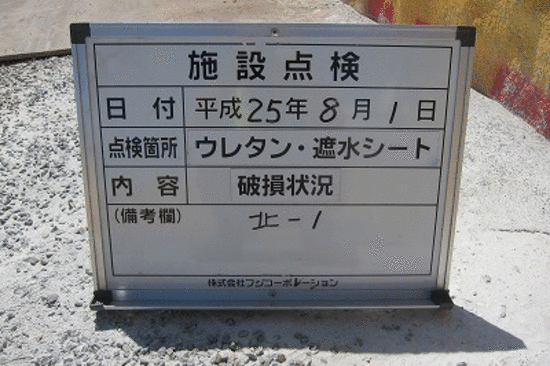 施設点検
日付 平成25年8月1日
点検箇所 ウレタン・遮水シート
内容 破損状況
(備考欄) 北-1
株式会社フジコーポレーション